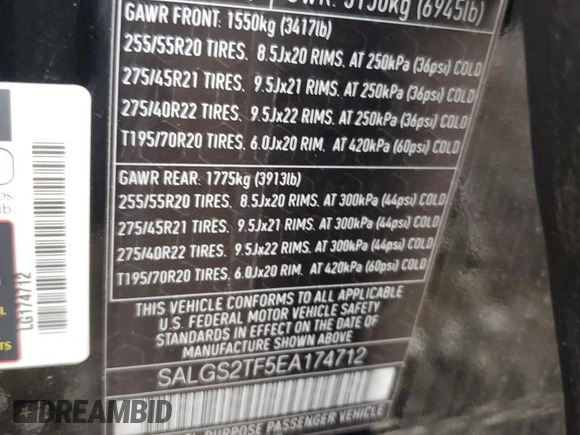 3150kg (6945lb)
GAWR FRONT: 1550kg (3417lb)
255/55R20 TIRES. 8.5Jx20 RIMS. AT 250kPa (36psi) COLD
275/45R21 TIRES. 9.5Jx21 RIMS. AT 250kPa (36psi) COLD
275/40R22 TIRES. 9.5Jx22 RIMS. AT 250kPa (36psi) COLD
T195/70R20 TIRES. 6.0Jx20 RIM. AT 420kPa (60psi) COLD
GAWR REAR: 1775kg (3913lb)
255/55R20 TIRES. 8.5Jx20 RIMS. AT 300kPa (44psi) COLD
275/45R21 TIRES. 9.5Jx21 RIMS. AT 300kPa (44psi) COLD
275/40R22 TIRES. 9.5Jx22 RIMS. AT 300kPa (44psi) COLD
T195/70R20 TIRES. 6.0Jx20 RIM. AT 420kPa (60psi) COLD
THIS VEHICLE CONFORMS TO ALL APPLICABLE
U.S. FEDERAL MOTOR VEHICLE SAFETY
STANDARDS IN EFFECT ON THE DATE OF
MANUFACTURE SHOWN ABOVE
SALGS2TF5EA174712
PURPOSE PASSENGER VEHICLE
LG174712
lb.
DREAMBID